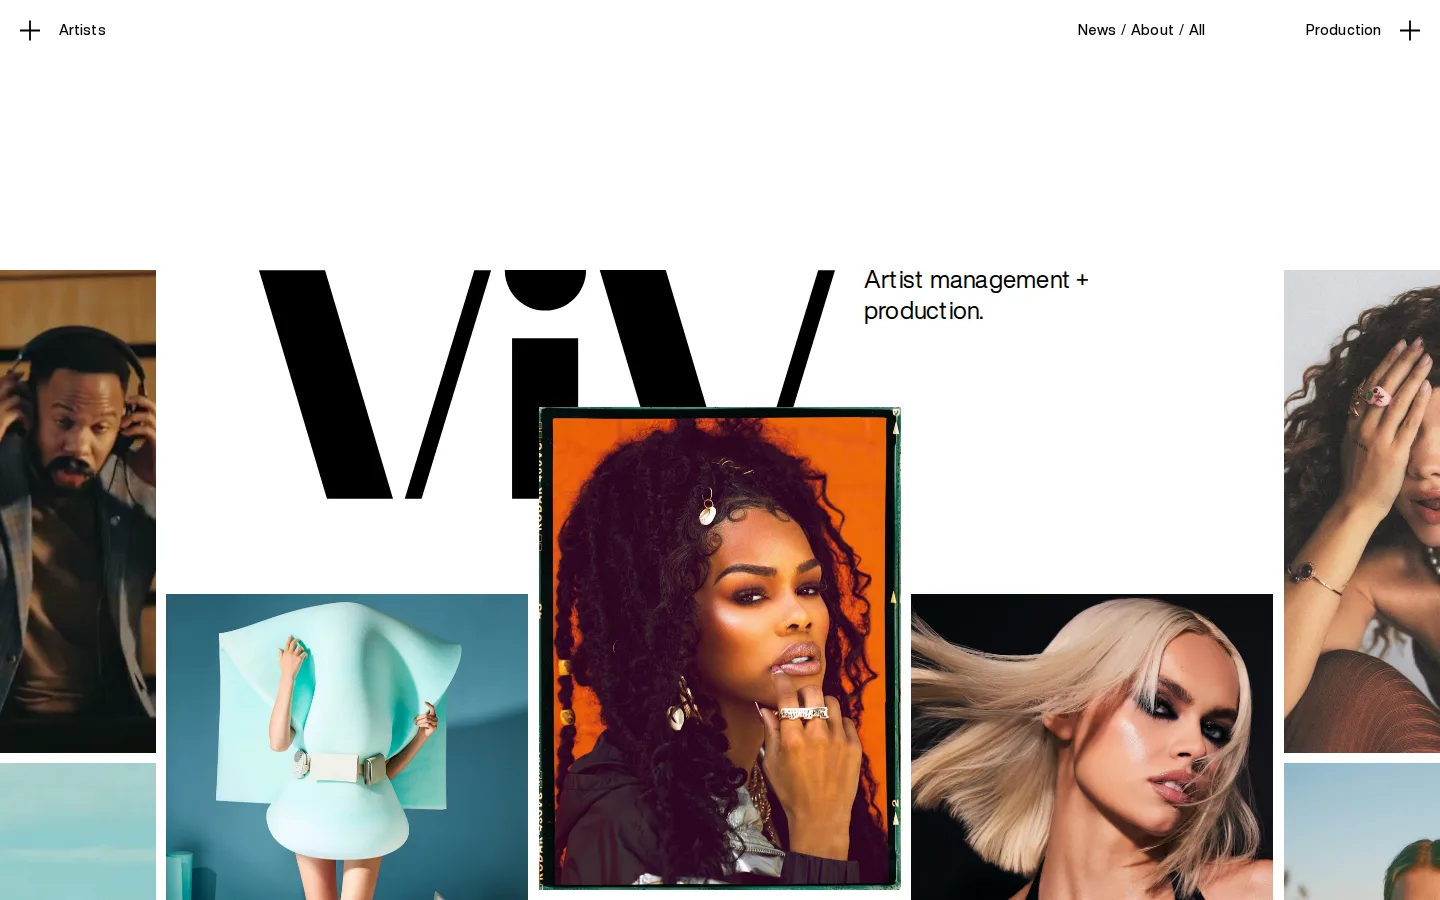 Artists
News / About / All
Production
ViV
Artist management +
production.